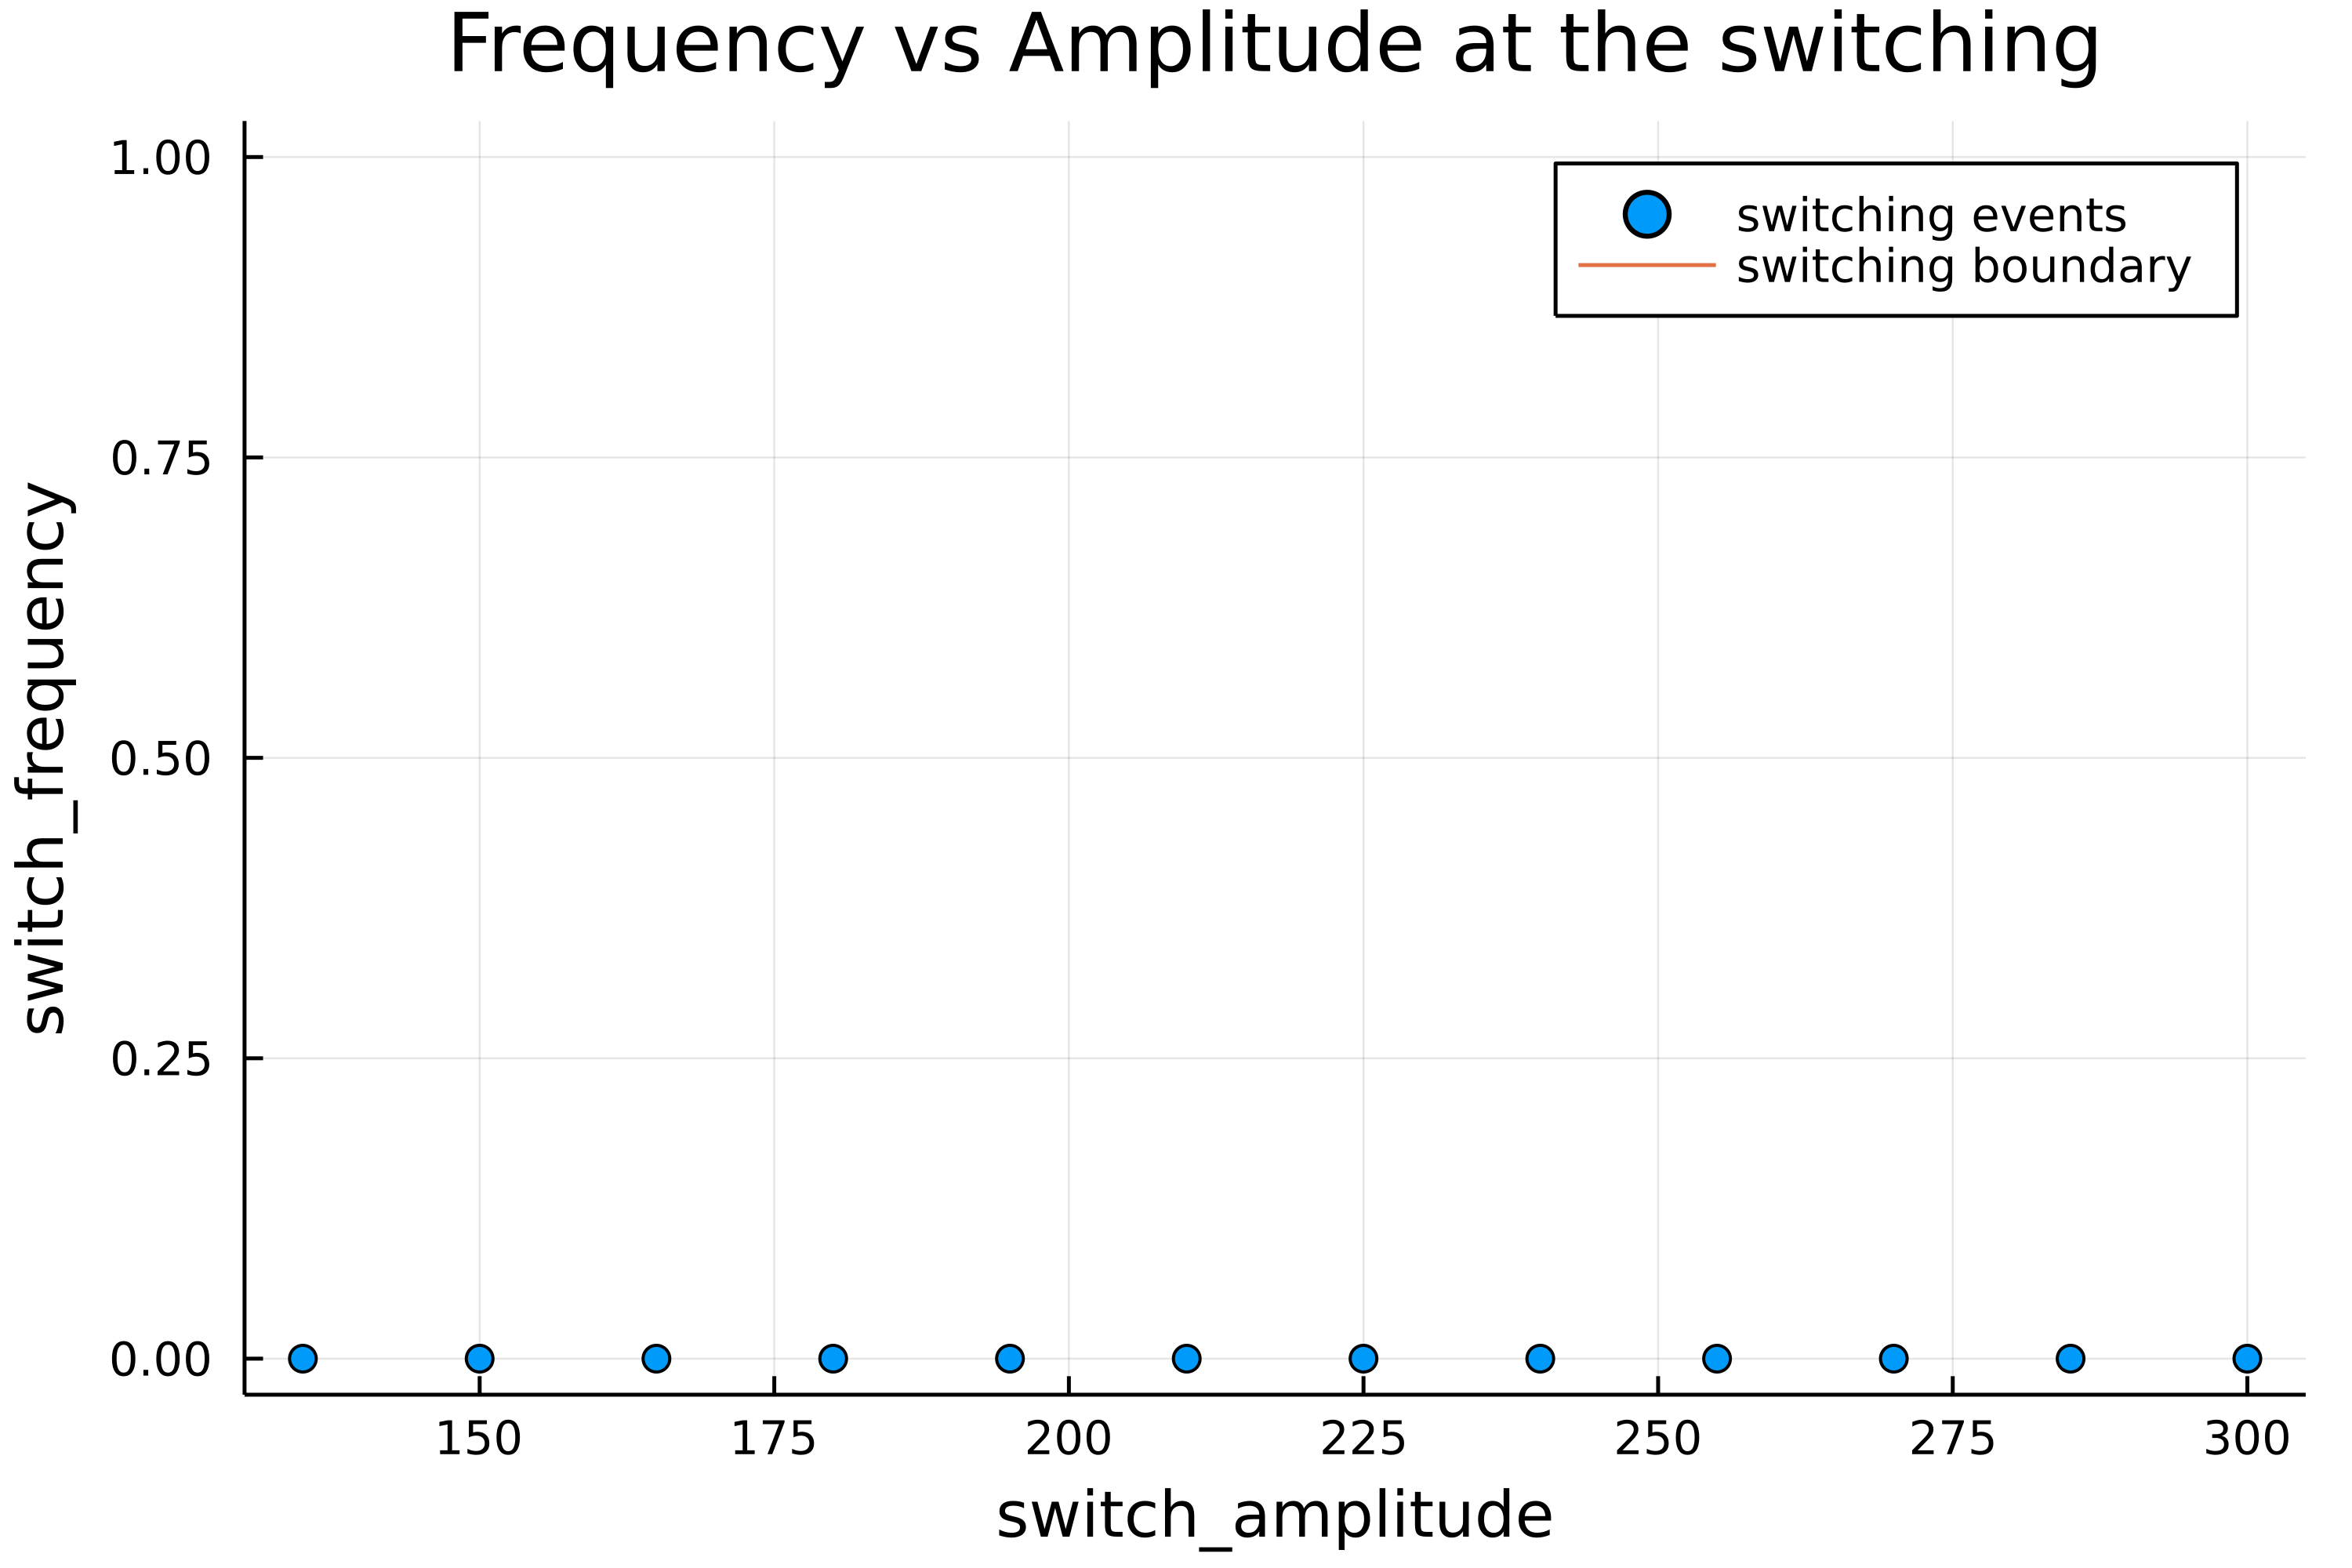 Frequency vs Amplitude at the switching
switching events
switching boundary
1.00
0.75
0.50
0.25
0.00
switch_frequency
150 175 200 225 250 275 300
switch_amplitude